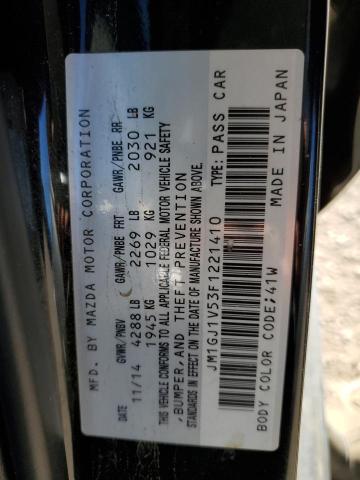 MFD. BY MAZDA MOTOR CORPORATION
DATE GVWR/PNBV GAWR/PNBE FRT GAWR/PNBE RR
11/14 4288 LB 2269 LB 2030 LB
1945 KG 1029 KG 921 KG
THIS VEHICLE CONFORMS TO ALL APPLICABLE FEDERAL MOTOR VEHICLE SAFETY
,BUMPER,AND THEFT PREVENTION
STANDARDS IN EFFECT ON THE DATE OF MANUFACTURE SHOWN ABOVE.
JM1GJ1V53F1221410 TYPE: PASS CAR
BODY COLOR CODE;41W MADE IN JAPAN